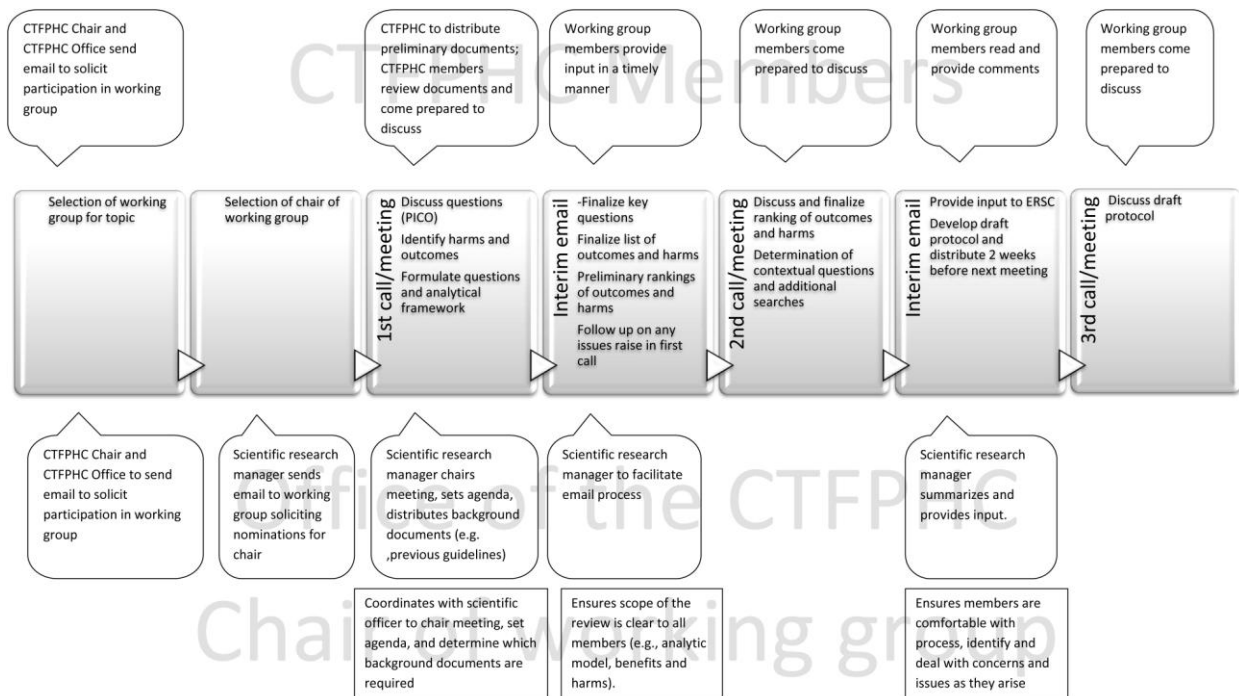 CTFPHC Chair and
CTFPHC Office send
email to solicit
participation in working
group
CTFPHC to distribute
preliminary documents;
CTFPHC members
review documents and
come prepared to
discuss
Working group
members provide
input in a timely
manner
Working group
members come
prepared to discuss
Working group
members read and
provide comments
Working group
members come
prepared to
discuss
CTFPHC Members
Selection of working
group for topic
Selection of chair of
working group
1st call/meeting
Discuss questions
(PICO)
Identify harms and
outcomes
Formulate questions
and analytical
framework
Interim email
-Finalize key
questions
Finalize list of
outcomes and harms
Preliminary rankings
of outcomes and
harms
Follow up on any
issues raise in first
call
2nd call/meeting
Discuss and finalize
ranking of outcomes
and harms
Determination of
contextual questions
and additional
searches
Interim email
Provide input to ERSC
Develop draft
protocol and
distribute 2 weeks
before next meeting
3rd call/meeting
Discuss draft
protocol
CTFPHC Chair and
CTFPHC Office to send
email to solicit
participation in working
group
Scientific research
manager sends
email to working
group soliciting
nominations for
chair
Scientific research
manager chairs
meeting, sets agenda,
distributes background
documents (e.g.
,previous guidelines)
Scientific research
manager to facilitate
email process
Scientific research
manager
summarizes and
provides input.
Office of the CTFPHC
Coordinates with scientific
officer to chair meeting, set
agenda, and determine which
background documents are
required
Ensures scope of the
review is clear to all
members (e.g., analytic
model, benefits and
harms).
Ensures members are
comfortable with
process, identify and
deal with concerns and
issues as they arise
Chair of working group